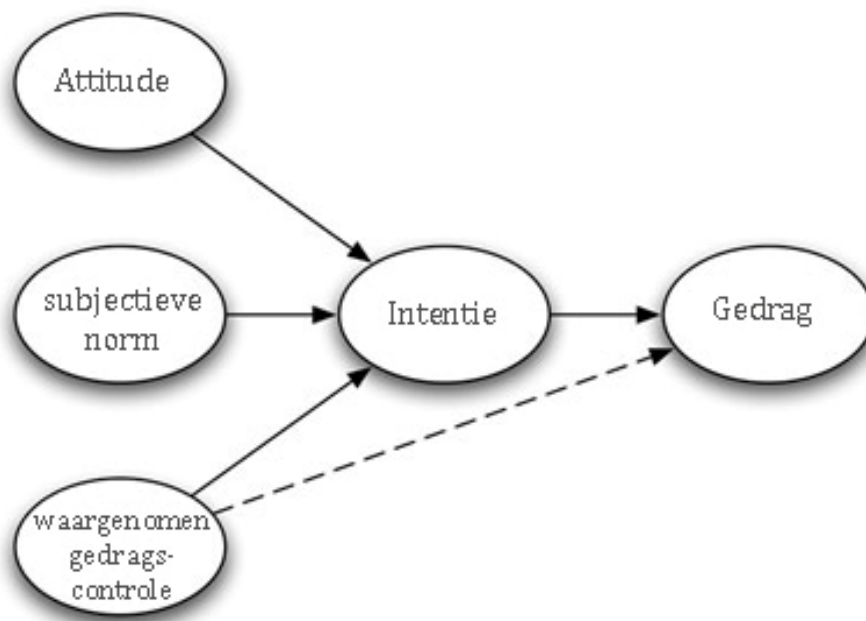 Attitude
subjectieve
norm
Intentie
Gedrag
waargenomen
gedrags-
controle